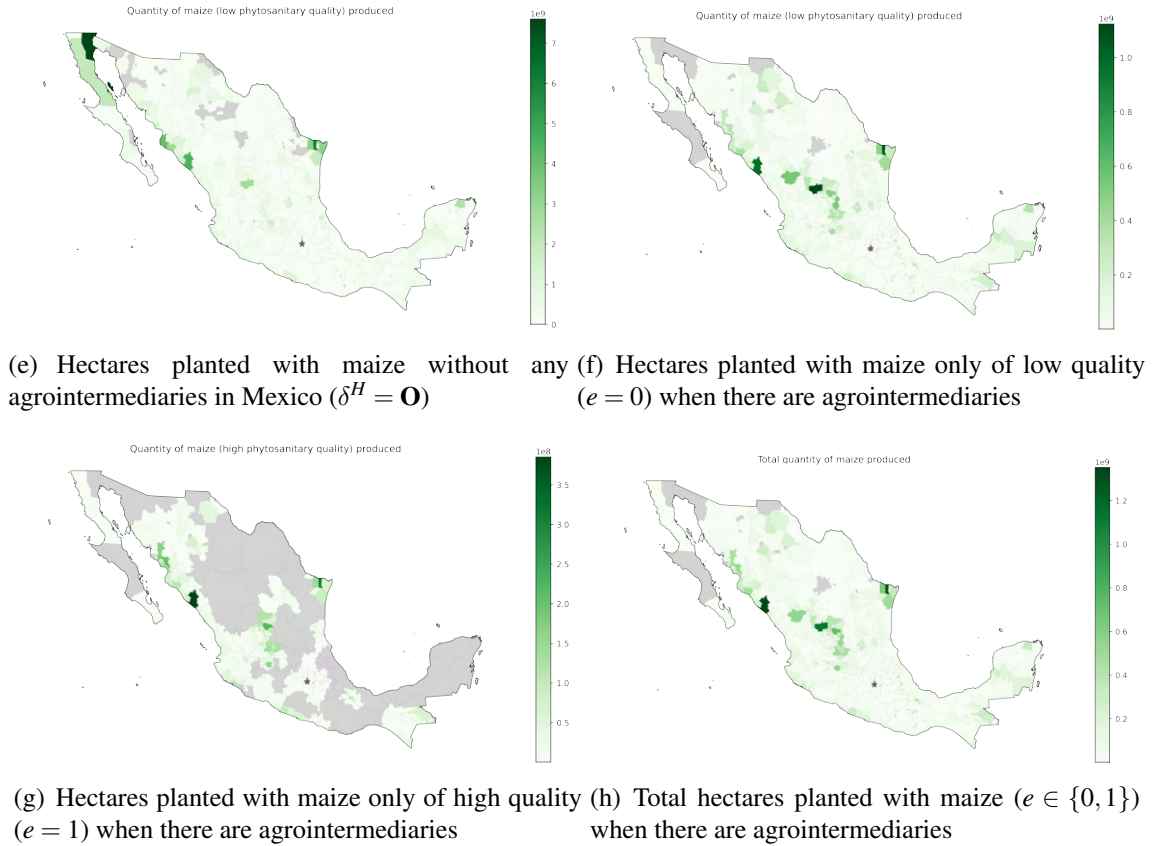 Quantity of maize (low phytosanitary quality) produced
1e9
7
6
5
4
3
2
1
0
(e) Hectares planted with maize without any
agrointermediaries in Mexico (δ^H = O)
Quantity of maize (low phytosanitary quality) produced
1e9
1.0
0.8
0.6
0.4
0.2
(f) Hectares planted with maize only of low quality
(e = 0) when there are agrointermediaries
Quantity of maize (high phytosanitary quality) produced
1e8
3.5
3.0
2.5
2.0
1.5
1.0
0.5
(g) Hectares planted with maize only of high quality
(e = 1) when there are agrointermediaries
Total quantity of maize produced
1e9
1.2
1.0
0.8
0.6
0.4
0.2
(h) Total hectares planted with maize (e ∈ {0, 1})
when there are agrointermediaries